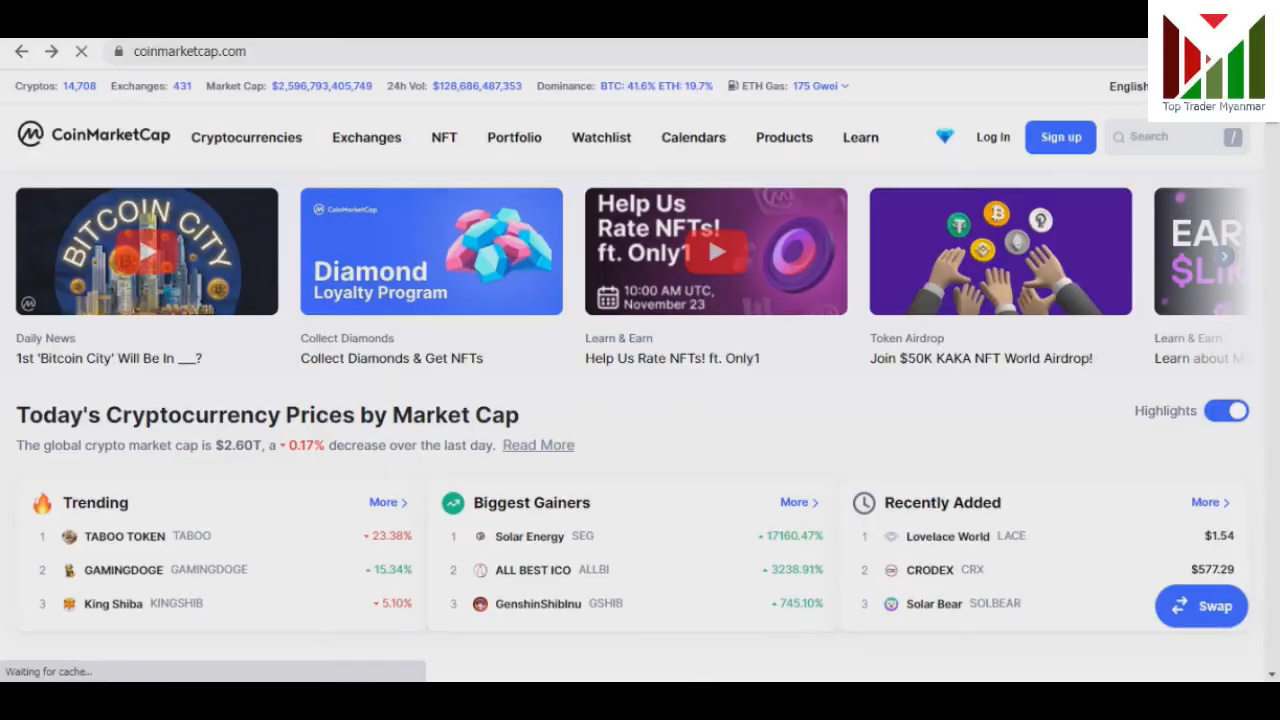 coinmarketcap.com
Top Trader Myanmar
Cryptos: 14,708 Exchanges: 431 Market Cap: $2,596,793,405,749 24h Vol: $128,686,487,353 Dominance: BTC: 41.6% ETH: 19.7% ETH Gas: 175 Gwei English
CoinMarketCap Cryptocurrencies Exchanges NFT Portfolio Watchlist Calendars Products Learn Log In Sign up Search /
BITCOIN CITY
CoinMarketCap
Diamond
Loyalty Program
Help Us
Rate NFTs!
ft. Only1
10:00 AM UTC,
November 23
Daily News
1st 'Bitcoin City' Will Be In ___?
Collect Diamonds
Collect Diamonds & Get NFTs
Learn & Earn
Help Us Rate NFTs! ft. Only1
Token Airdrop
Join $50K KAKA NFT World Airdrop!
Learn & Earn
Learn about
Today's Cryptocurrency Prices by Market Cap
Highlights
The global crypto market cap is $2.60T, a 0.17% decrease over the last day. Read More
Trending More >
1 TABOO TOKEN TABOO 23.38%
2 GAMINGDOGE GAMINGDOGE 15.34%
3 King Shiba KINGSHIB 5.10%
Biggest Gainers More >
1 Solar Energy SEG 17160.47%
2 ALL BEST ICO ALLBI 3238.91%
3 GenshinShibInu GSHIB 745.10%
Recently Added More >
1 Lovelace World LACE $1.54
2 CRODEX CRX $577.29
3 Solar Bear SOLBEAR
Swap
Waiting for cache...